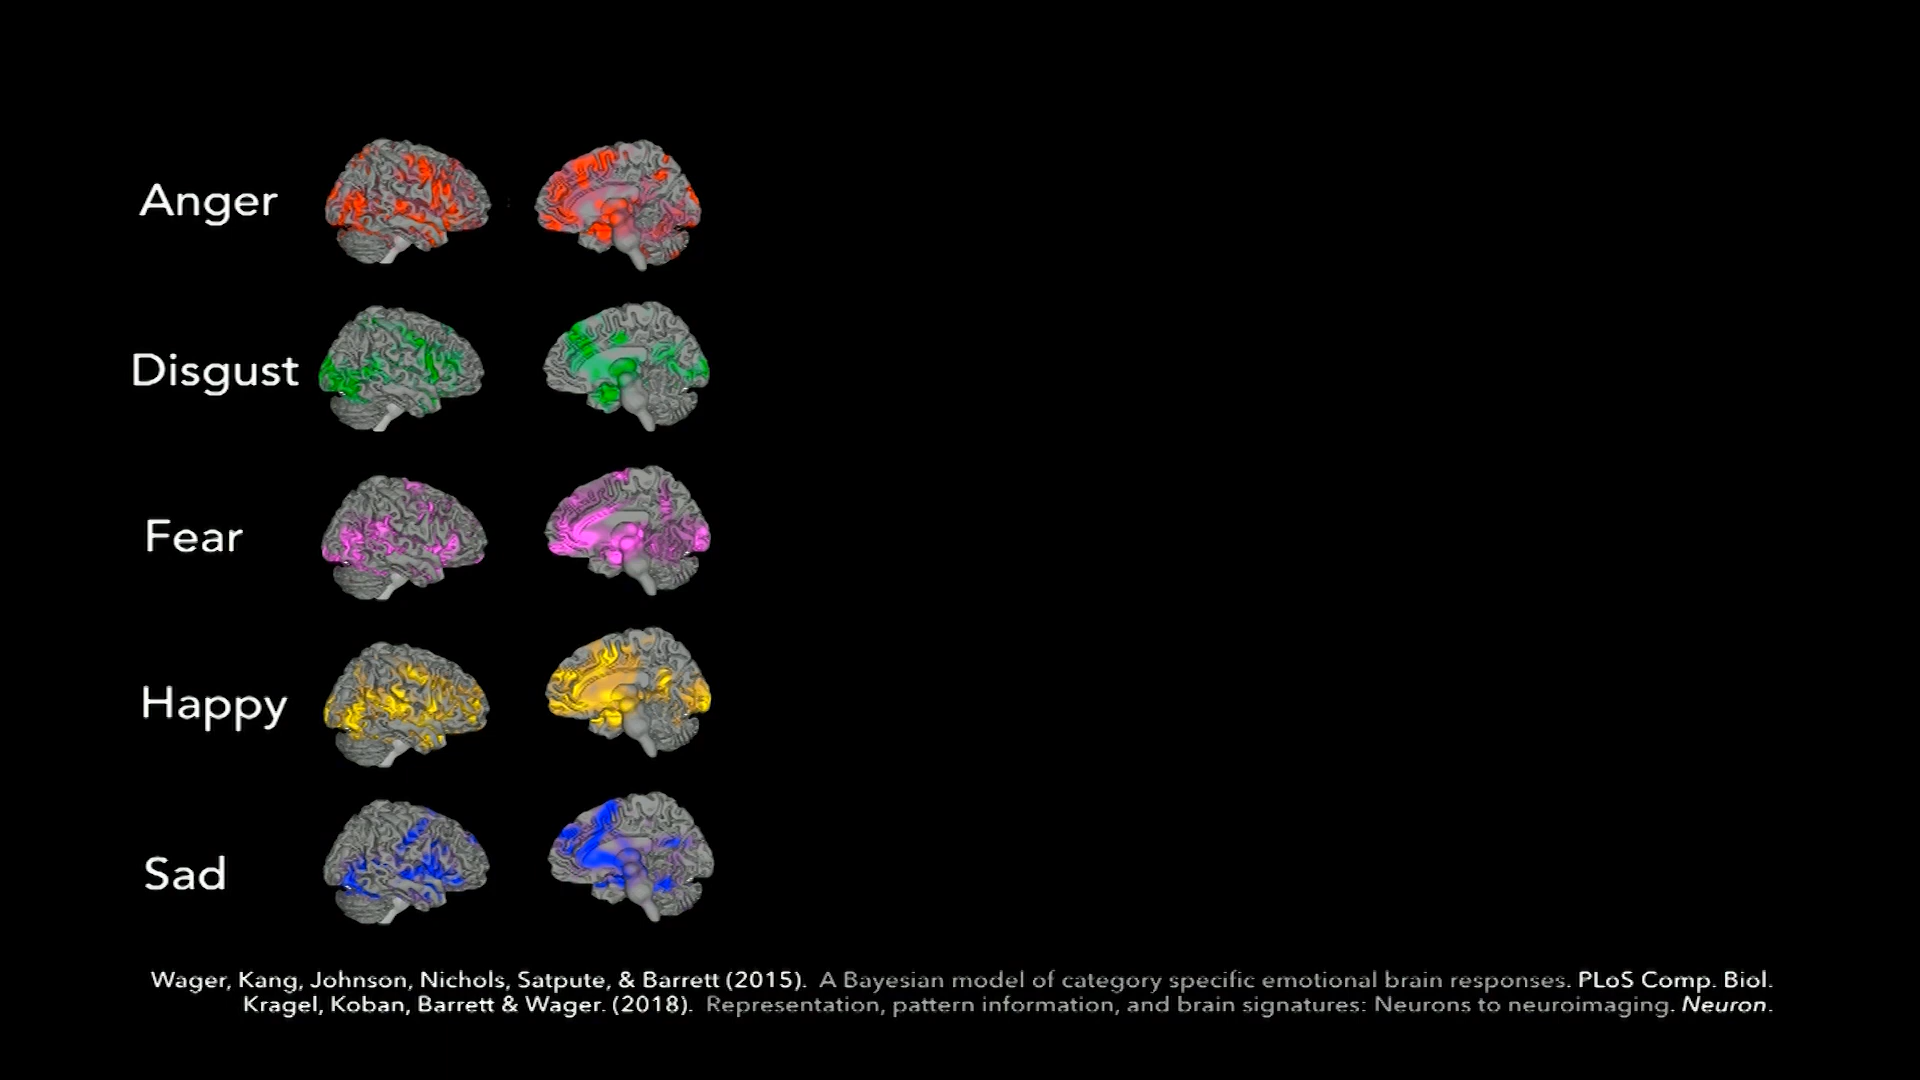 Anger
Disgust
Fear
Happy
Sad
Wager, Kang, Johnson, Nichols, Satpute, & Barrett (2015). A Bayesian model of category specific emotional brain responses. PLoS Comp. Biol.
Kragel, Koban, Barrett & Wager. (2018). Representation, pattern information, and brain signatures: Neurons to neuroimaging. Neuron.